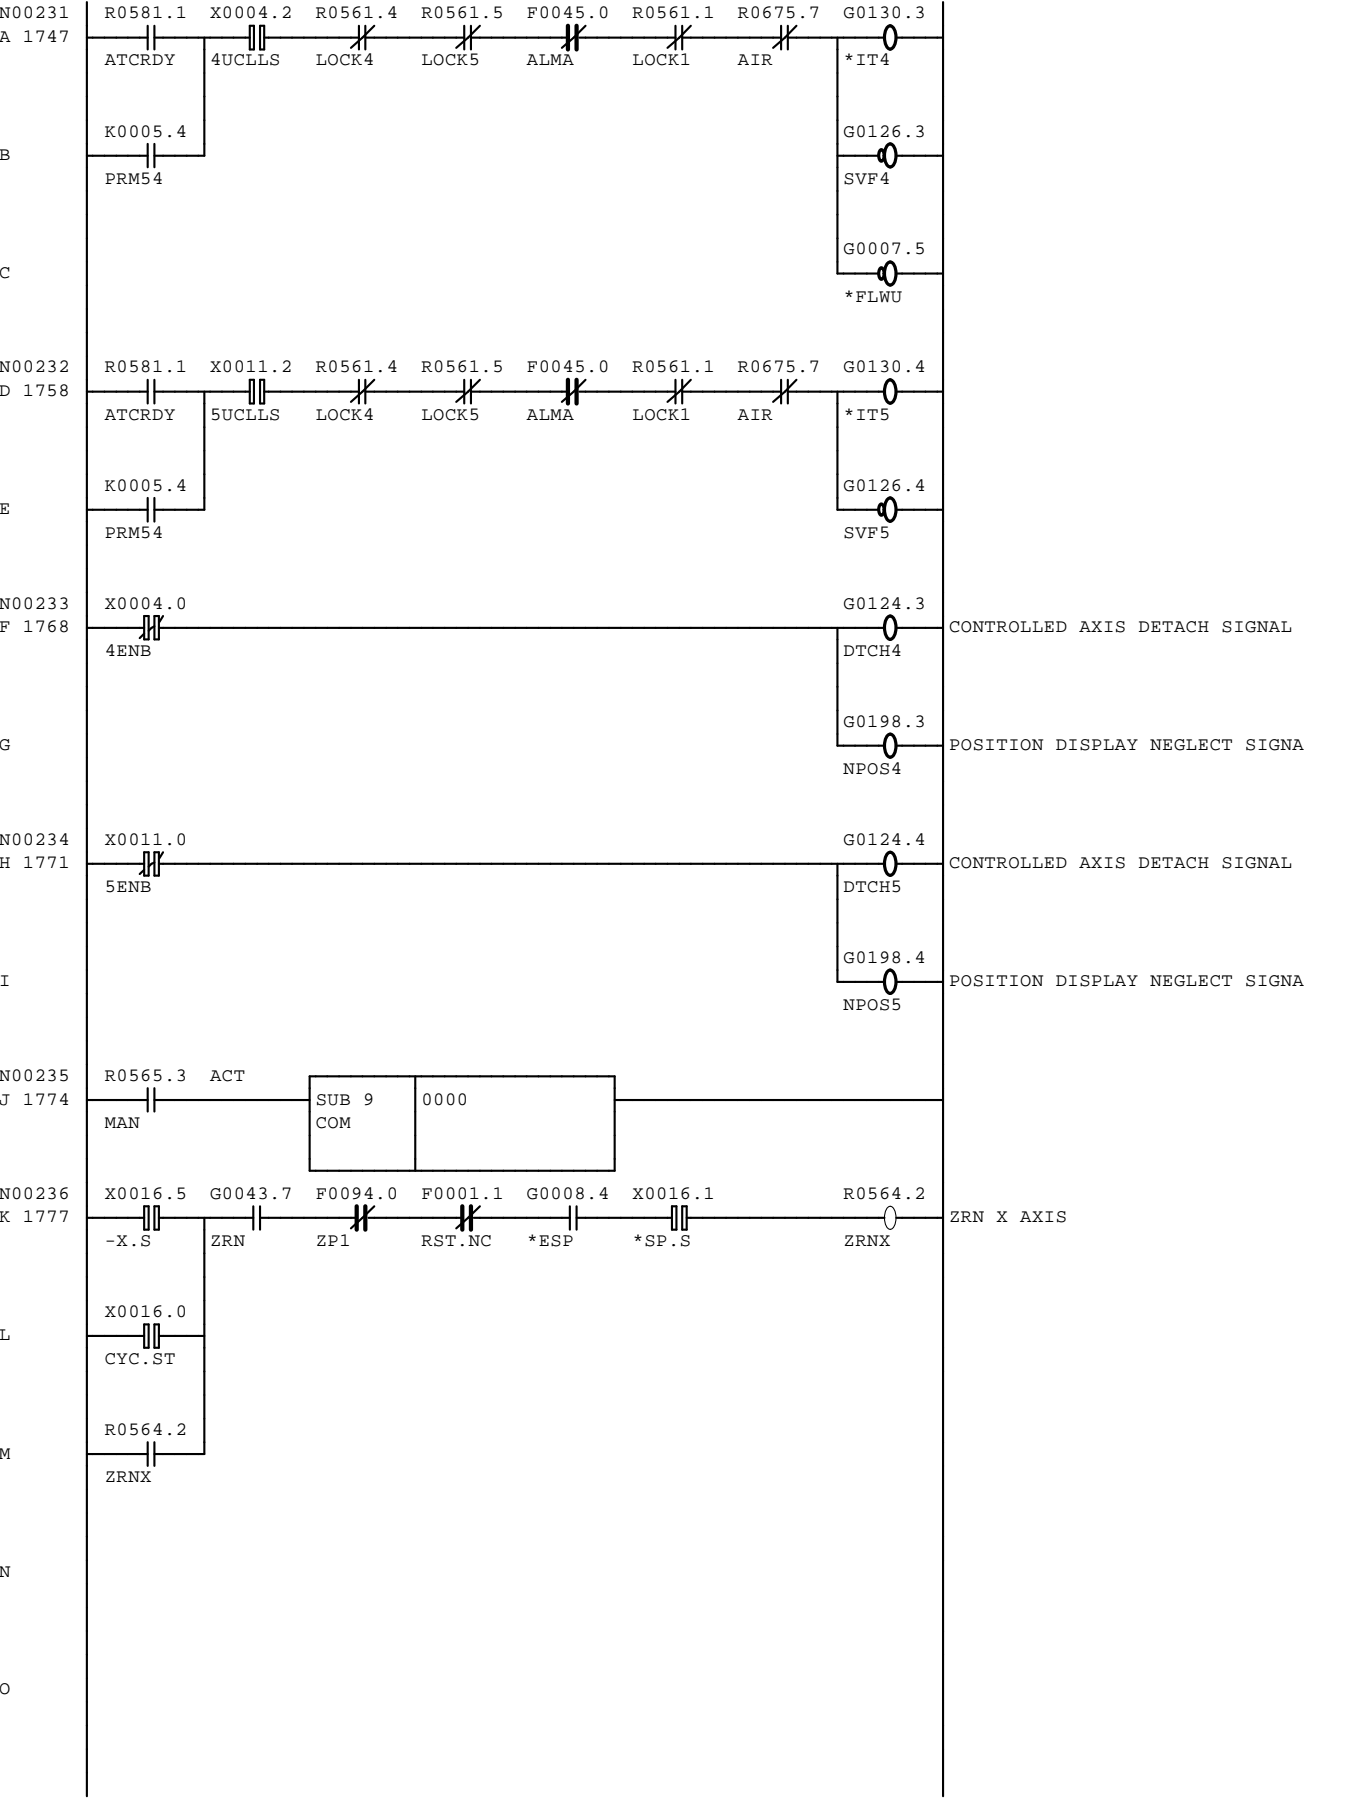 N00231 R0581.1 X0004.2 R0561.4 R0561.5 F0045.0 R0561.1 R0675.7 G0130.3
A 1747
ATCRDY 4UCLLS LOCK4 LOCK5 ALMA LOCK1 AIR *IT4
K0005.4 G0126.3
B
PRM54 SVF4
G0007.5
C
*FLWU
N00232 R0581.1 X0011.2 R0561.4 R0561.5 F0045.0 R0561.1 R0675.7 G0130.4
D 1758
ATCRDY 5UCLLS LOCK4 LOCK5 ALMA LOCK1 AIR *IT5
K0005.4 G0126.4
E
PRM54 SVF5
N00233 X0004.0 G0124.3
F 1768 CONTROLLED AXIS DETACH SIGNAL
4ENB DTCH4
G0198.3
G POSITION DISPLAY NEGLECT SIGNA
NPOS4
N00234 X0011.0 G0124.4
H 1771 CONTROLLED AXIS DETACH SIGNAL
5ENB DTCH5
G0198.4
I POSITION DISPLAY NEGLECT SIGNA
NPOS5
N00235 R0565.3 ACT
J 1774 SUB 9 0000
MAN COM
N00236 X0016.5 G0043.7 F0094.0 F0001.1 G0008.4 X0016.1 R0564.2
K 1777 ZRN X AXIS
-X.S ZRN ZP1 RST.NC *ESP *SP.S ZRNX
X0016.0
L
CYC.ST
R0564.2
M
ZRNX
N
O